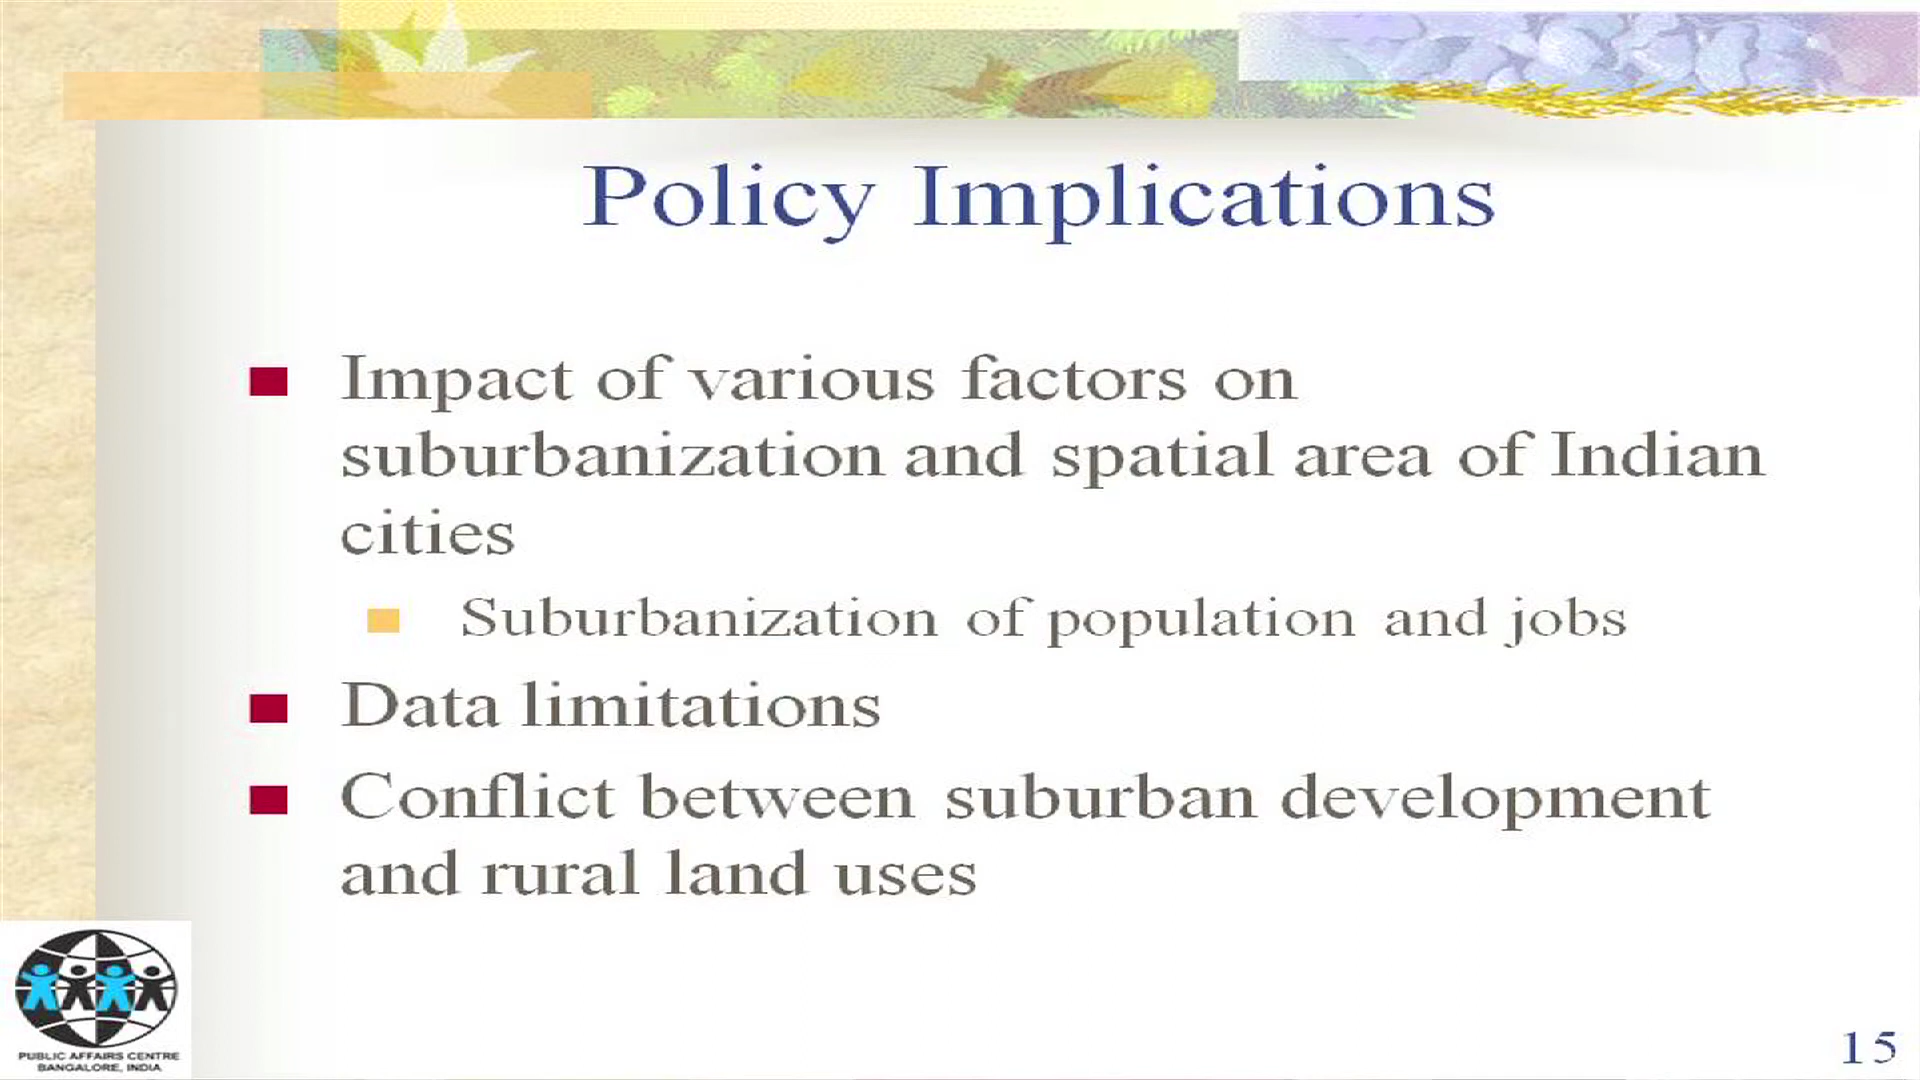 Policy Implications
Impact of various factors on
suburbanization and spatial area of Indian
cities
Suburbanization of population and jobs
Data limitations
Conflict between suburban development
and rural land uses
PUBLIC AFFAIRS CENTRE
BANGALORE, INDIA
15